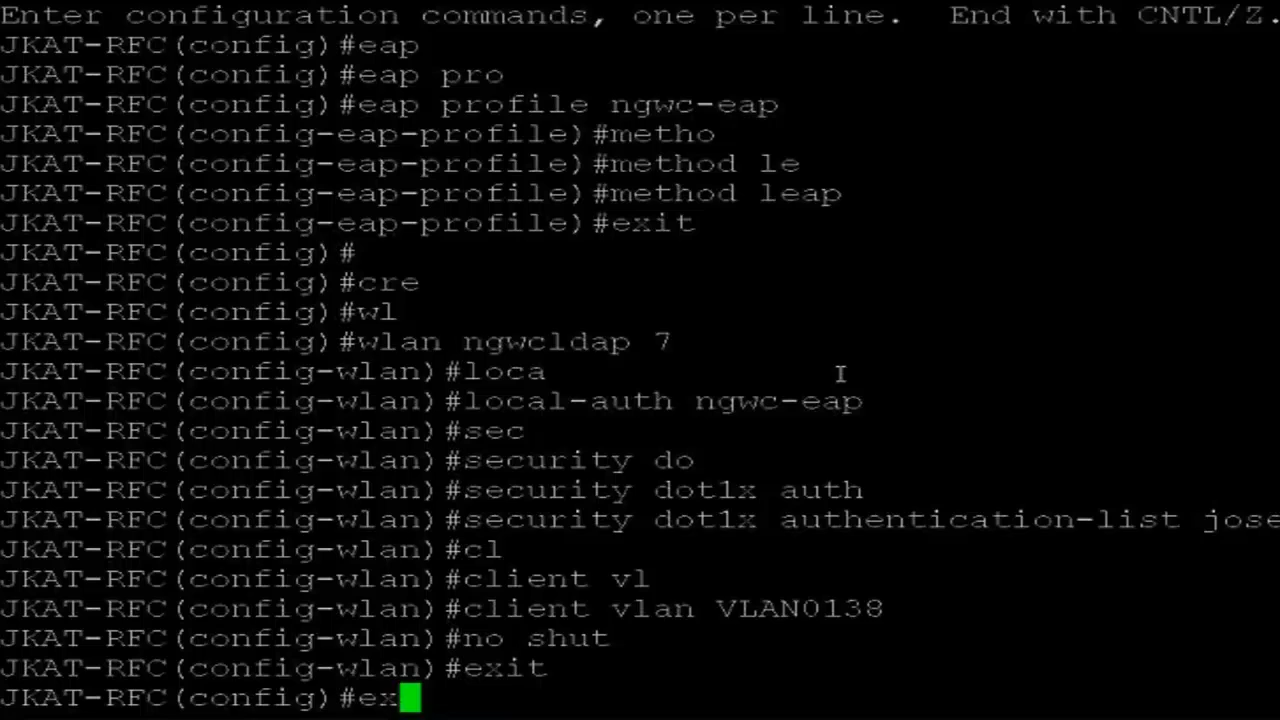 Enter configuration commands, one per line.  End with CNTL/Z.
JKAT-RFC(config)#eap
JKAT-RFC(config)#eap pro
JKAT-RFC(config)#eap profile ngwc-eap
JKAT-RFC(config-eap-profile)#metho
JKAT-RFC(config-eap-profile)#method le
JKAT-RFC(config-eap-profile)#method leap
JKAT-RFC(config-eap-profile)#exit
JKAT-RFC(config)#
JKAT-RFC(config)#cre
JKAT-RFC(config)#wl
JKAT-RFC(config)#wlan ngwcldap 7
JKAT-RFC(config-wlan)#loca
JKAT-RFC(config-wlan)#local-auth ngwc-eap
JKAT-RFC(config-wlan)#sec
JKAT-RFC(config-wlan)#security do
JKAT-RFC(config-wlan)#security dot1x auth
JKAT-RFC(config-wlan)#security dot1x authentication-list jose
JKAT-RFC(config-wlan)#cl
JKAT-RFC(config-wlan)#client vl
JKAT-RFC(config-wlan)#client vlan VLAN0138
JKAT-RFC(config-wlan)#no shut
JKAT-RFC(config-wlan)#exit
JKAT-RFC(config)#ex